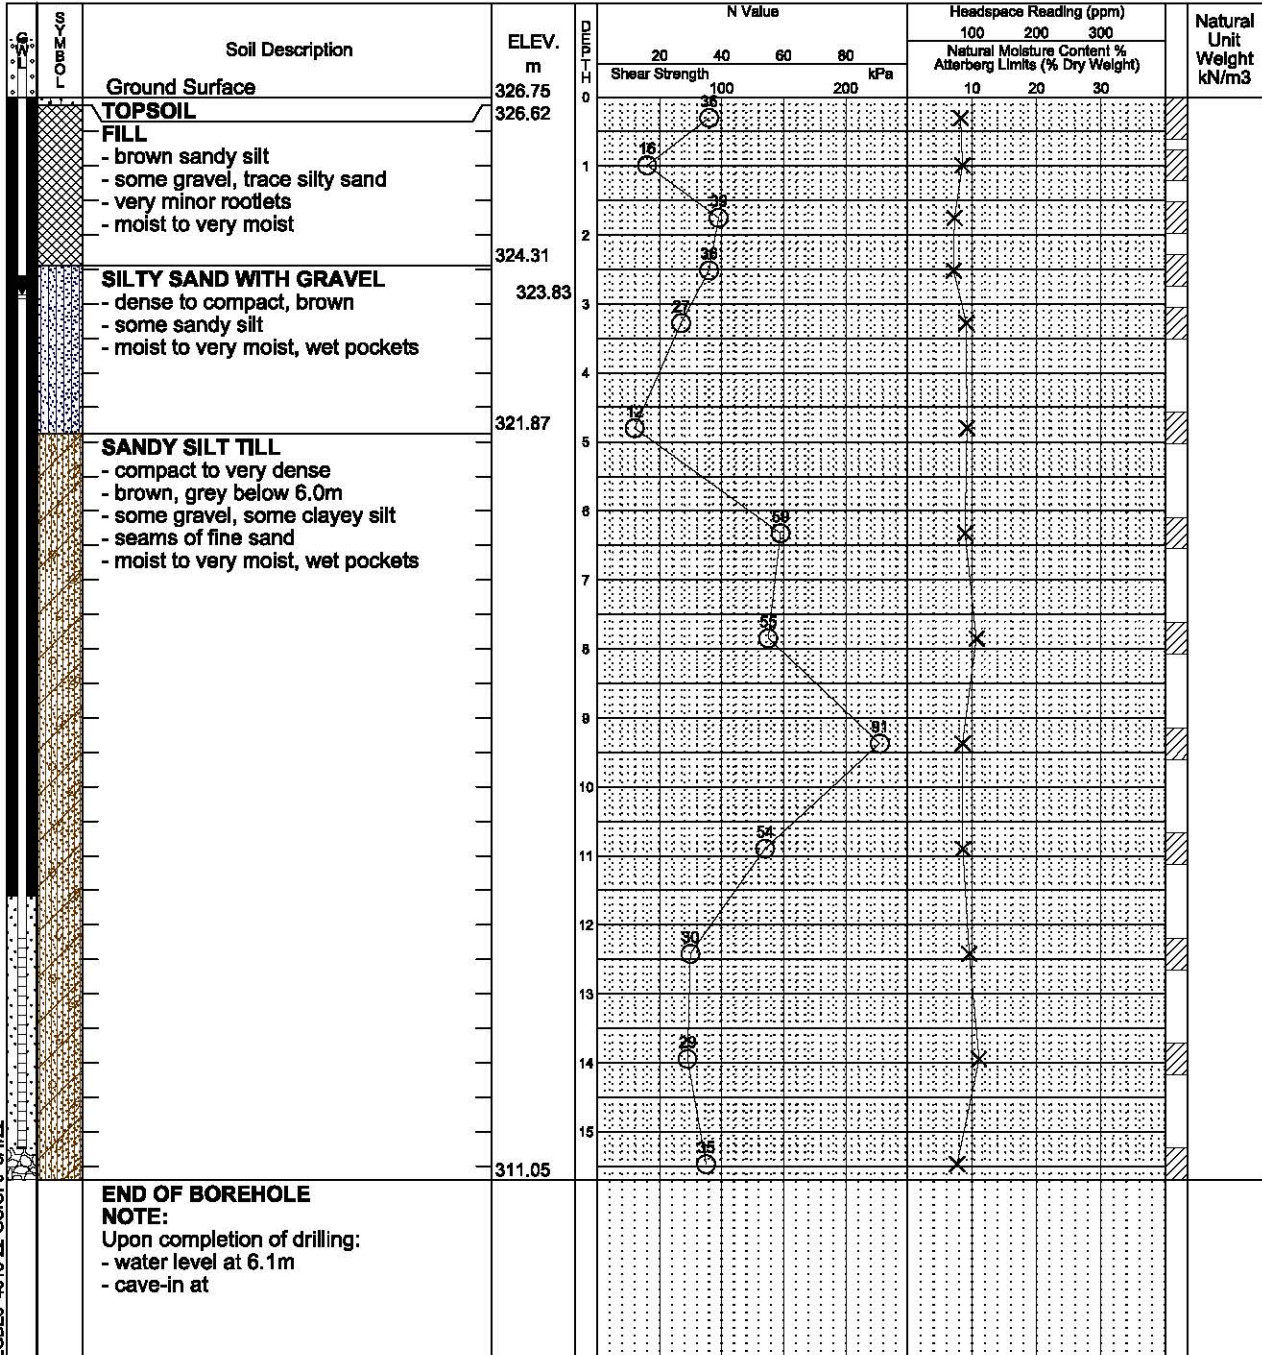 GWL
SYMBOL
Soil Description
ELEV.
m
DEPTH
N Value
20 40 60 80
Shear Strength kPa
100 200
Headspace Reading (ppm)
100 200 300
Natural Moisture Content %
Atterberg Limits (% Dry Weight)
10 20 30
Natural
Unit
Weight
kN/m3
Ground Surface 326.75 0
TOPSOIL 326.62
FILL
- brown sandy silt
- some gravel, trace silty sand
- very minor rootlets
- moist to very moist
324.31
SILTY SAND WITH GRAVEL
323.83
- dense to compact, brown
- some sandy silt
- moist to very moist, wet pockets
321.87
SANDY SILT TILL
- compact to very dense
- brown, grey below 6.0m
- some gravel, some clayey silt
- seams of fine sand
- moist to very moist, wet pockets
311.05
END OF BOREHOLE
NOTE:
Upon completion of drilling:
- water level at 6.1m
- cave-in at
1
2
3
4
5
6
7
8
9
10
11
12
13
14
15
36
16
39
36
27
12
59
55
91
54
30
29
35